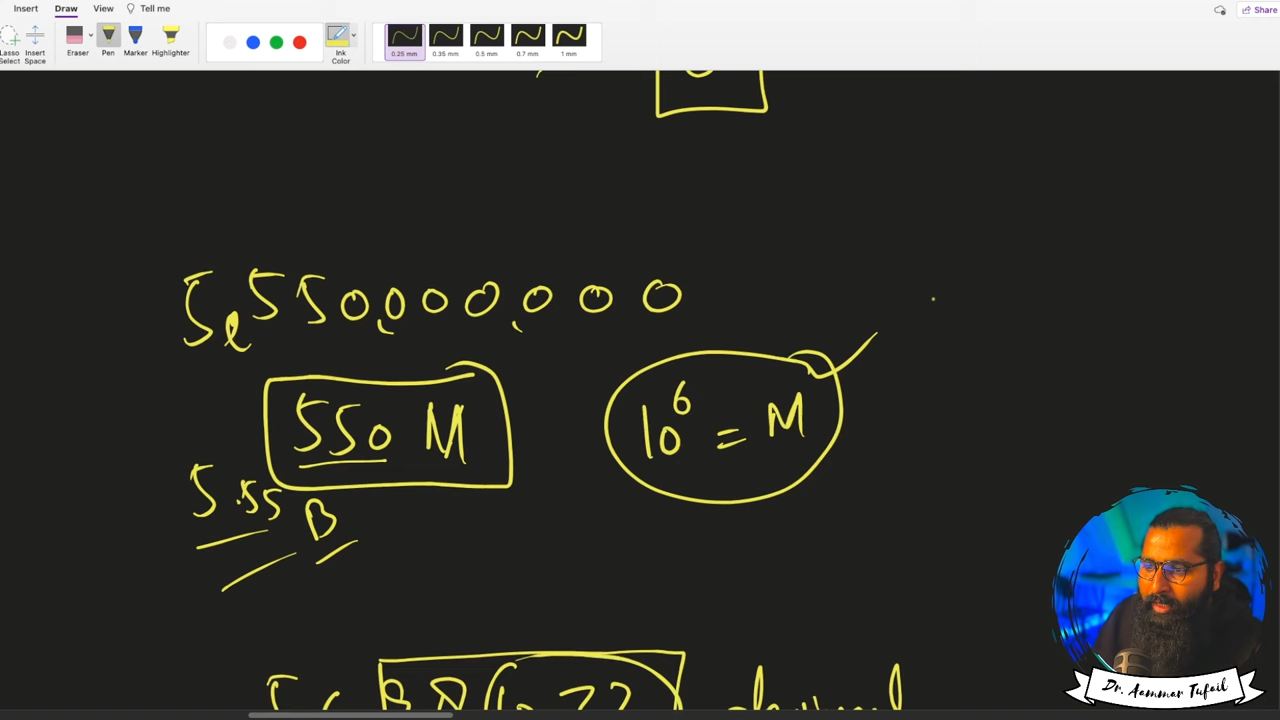 Insert Draw View Tell me Share
Lasso Select Insert Space Eraser Pen Marker Highlighter Ink Color 0.25 mm 0.35 mm 0.5 mm 0.7 mm 1 mm
5,550,000,000
550 M 10^6 = M
5.55 B
Dr. Aammar Tufail